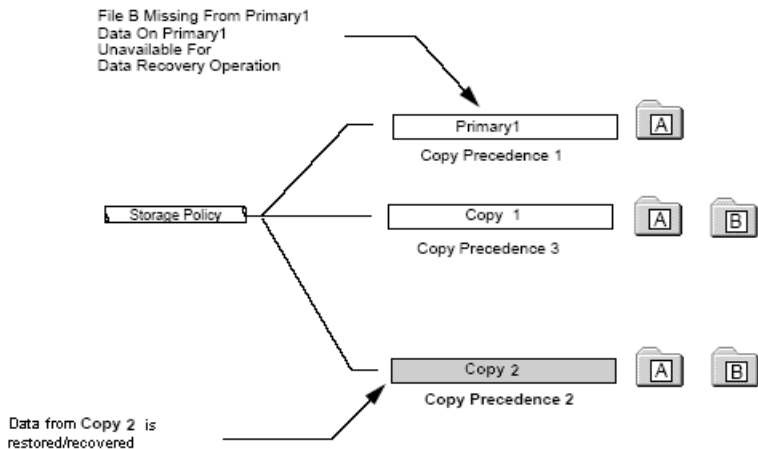 File B Missing From Primary1
Data On Primary1
Unavailable For
Data Recovery Operation
Primary1
A
Copy Precedence 1
Storage Policy
Copy 1
A
B
Copy Precedence 3
Copy 2
A
B
Copy Precedence 2
Data from Copy 2 is
restored/recovered